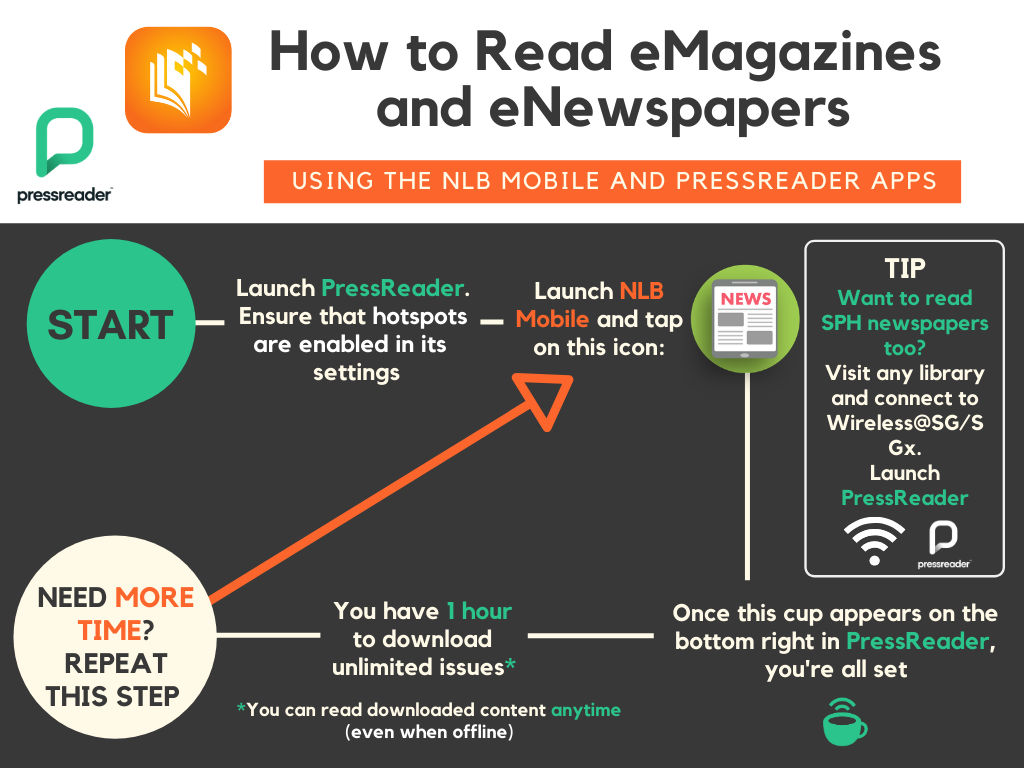 How to Read eMagazines
and eNewspapers
pressreader
USING THE NLB MOBILE AND PRESSREADER APPS
START
Launch PressReader.
Ensure that hotspots
are enabled in its
settings
Launch NLB
Mobile and tap
on this icon:
NEWS
TIP
Want to read
SPH newspapers
too?
Visit any library
and connect to
Wireless@SG/S
Gx.
Launch
PressReader
pressreader
Once this cup appears on the
bottom right in PressReader,
you're all set
You have 1 hour
to download
unlimited issues*
*You can read downloaded content anytime
(even when offline)
NEED MORE
TIME?
REPEAT
THIS STEP